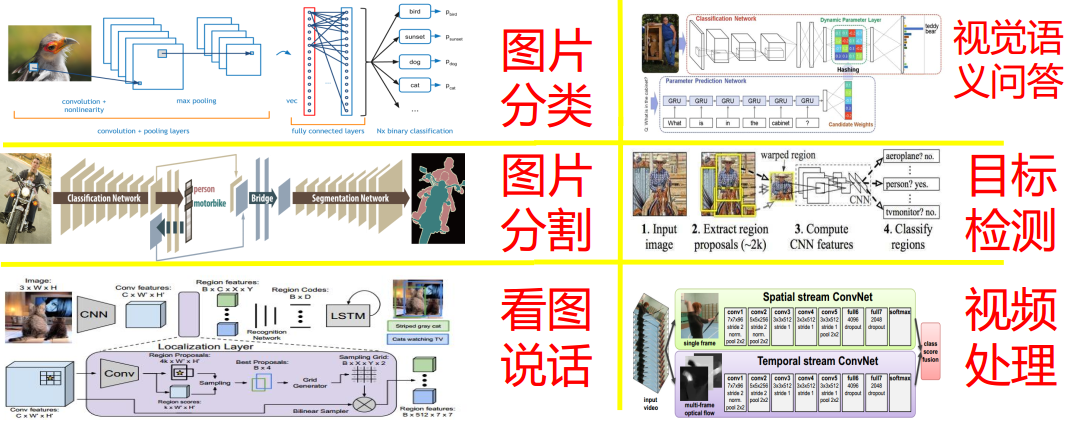 bird
P_bird
sunset
P_sunset
dog
P_dog
cat
P_cat
...
convolution +
nonlinearity
max pooling
vec
convolution + pooling layers
fully connected layers
Nx binary classification
图片
分类
Classification Network
Dynamic Parameter Layer
Hashing
teddy
bear
Parameter Prediction Network
GRU
GRU
GRU
GRU
GRU
GRU
What
is
in
the
cabinet
?
Q: What is in the cabinet?
Candidate Weights
视觉语
义问答
Classification Network
person
motorbike
Bridge
Segmentation Network
图片
分割
warped region
CNN
aeroplane? no.
person? yes.
tvmonitor? no.
1. Input
image
2. Extract region
proposals (~2k)
3. Compute
CNN features
4. Classify
regions
目标
检测
Image:
3 x W x H
Conv features:
C x W' x H'
Region features:
B x C x X x Y
Region Codes:
B x D
CNN
Recognition
Network
LSTM
Striped gray cat
Cats watching TV
Localization Layer
Conv
Region Proposals:
4k x W' x H'
Region scores:
k x W' x H'
Sampling
Best Proposals:
B x 4
Grid
Generator
Sampling Grid:
B x X x Y x 2
Bilinear Sampler
Conv features:
C x W' x H'
Region features:
B x 512 x 7 x 7
看图
说话
Spatial stream ConvNet
single frame
conv1
7x7x96
stride 2
norm.
pool 2x2
conv2
5x5x256
stride 2
norm.
pool 2x2
conv3
3x3x512
stride 1
conv4
3x3x512
stride 1
conv5
3x3x512
stride 1
pool 2x2
full6
4096
dropout
full7
2048
dropout
softmax
Temporal stream ConvNet
input
video
multi-frame
optical flow
conv1
7x7x96
stride 2
norm.
pool 2x2
conv2
5x5x256
stride 2
pool 2x2
conv3
3x3x512
stride 1
conv4
3x3x512
stride 1
conv5
3x3x512
stride 1
pool 2x2
full6
4096
dropout
full7
2048
dropout
softmax
class
score
fusion
视频
处理